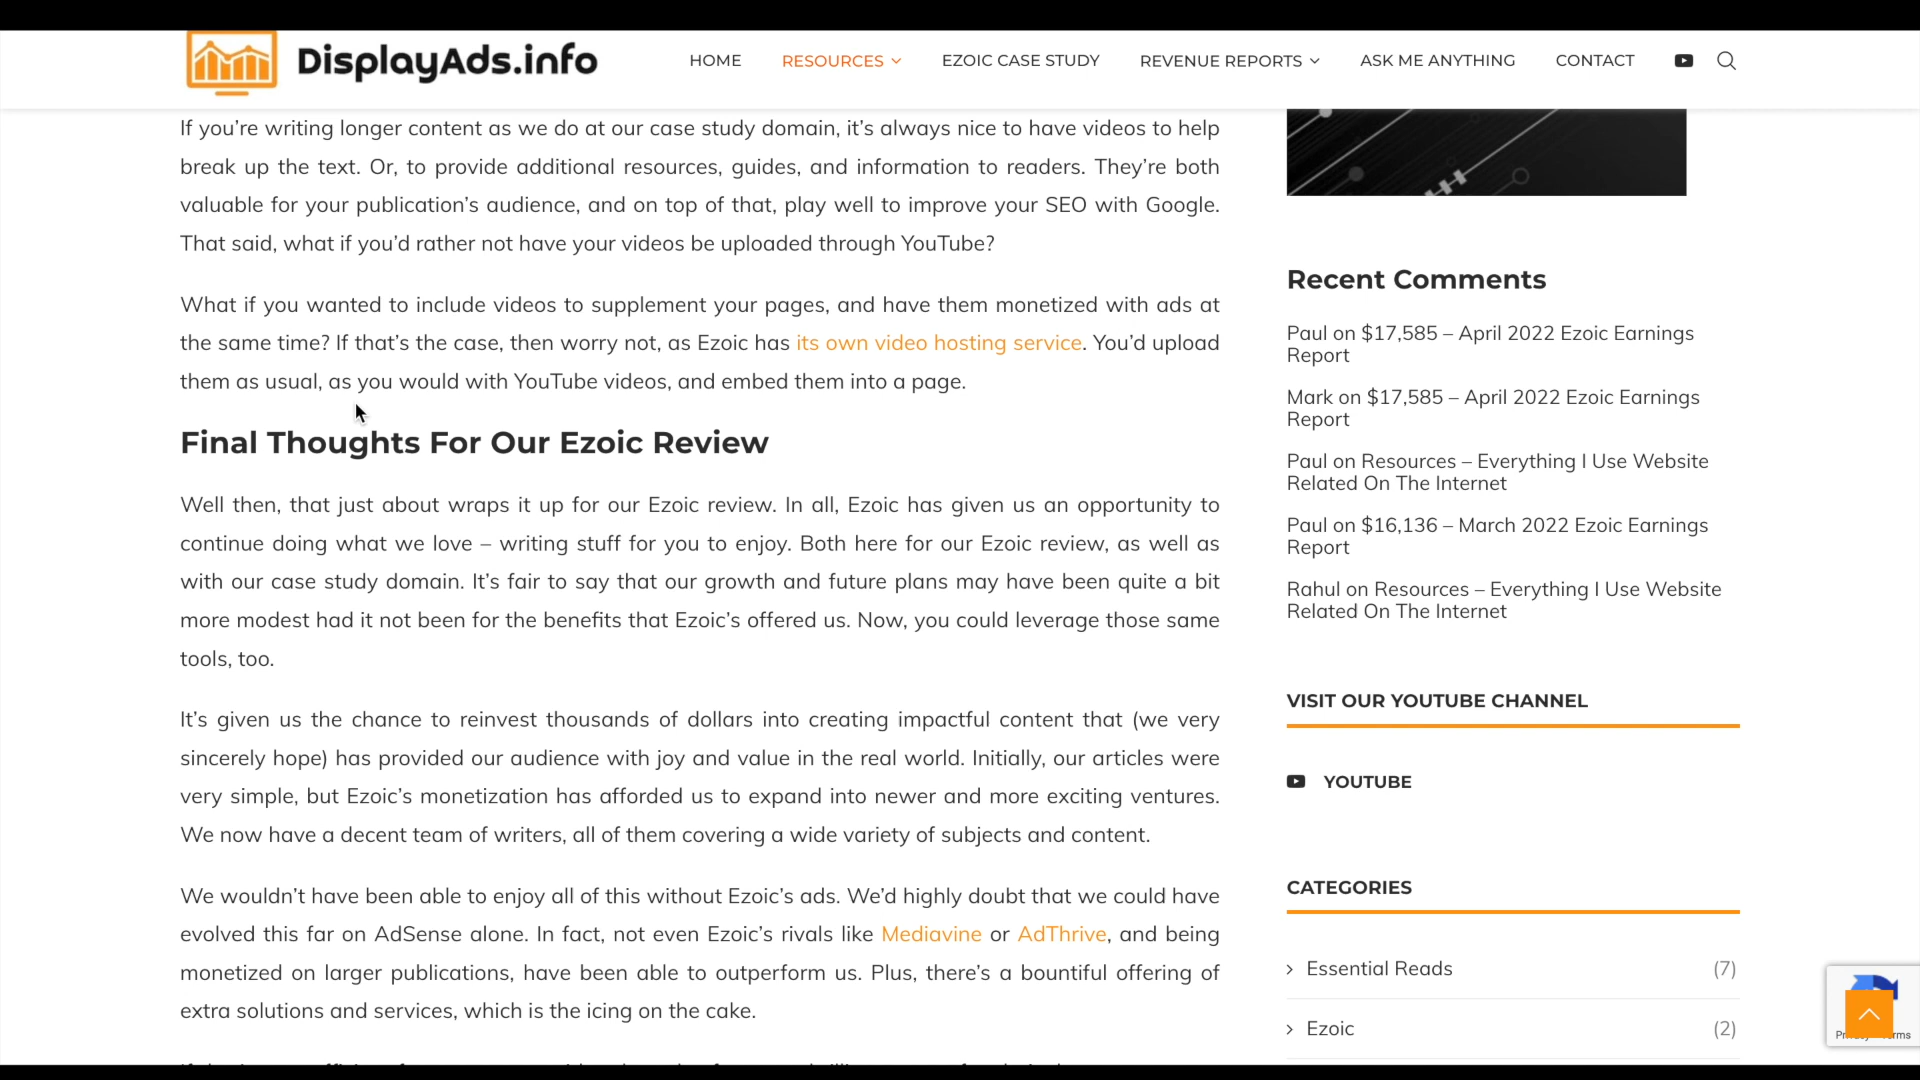 DisplayAds.info
HOME
RESOURCES
EZOIC CASE STUDY
REVENUE REPORTS
ASK ME ANYTHING
CONTACT
If you’re writing longer content as we do at our case study domain, it’s always nice to have videos to help
break up the text. Or, to provide additional resources, guides, and information to readers. They’re both
valuable for your publication’s audience, and on top of that, play well to improve your SEO with Google.
That said, what if you’d rather not have your videos be uploaded through YouTube?
What if you wanted to include videos to supplement your pages, and have them monetized with ads at
the same time? If that’s the case, then worry not, as Ezoic has its own video hosting service. You’d upload
them as usual, as you would with YouTube videos, and embed them into a page.
Final Thoughts For Our Ezoic Review
Well then, that just about wraps it up for our Ezoic review. In all, Ezoic has given us an opportunity to
continue doing what we love – writing stuff for you to enjoy. Both here for our Ezoic review, as well as
with our case study domain. It’s fair to say that our growth and future plans may have been quite a bit
more modest had it not been for the benefits that Ezoic’s offered us. Now, you could leverage those same
tools, too.
It’s given us the chance to reinvest thousands of dollars into creating impactful content that (we very
sincerely hope) has provided our audience with joy and value in the real world. Initially, our articles were
very simple, but Ezoic’s monetization has afforded us to expand into newer and more exciting ventures.
We now have a decent team of writers, all of them covering a wide variety of subjects and content.
We wouldn’t have been able to enjoy all of this without Ezoic’s ads. We’d highly doubt that we could have
evolved this far on AdSense alone. In fact, not even Ezoic’s rivals like Mediavine or AdThrive, and being
monetized on larger publications, have been able to outperform us. Plus, there’s a bountiful offering of
extra solutions and services, which is the icing on the cake.
Recent Comments
Paul on $17,585 – April 2022 Ezoic Earnings
Report
Mark on $17,585 – April 2022 Ezoic Earnings
Report
Paul on Resources – Everything I Use Website
Related On The Internet
Paul on $16,136 – March 2022 Ezoic Earnings
Report
Rahul on Resources – Everything I Use Website
Related On The Internet
VISIT OUR YOUTUBE CHANNEL
YOUTUBE
CATEGORIES
Essential Reads (7)
Ezoic (2)